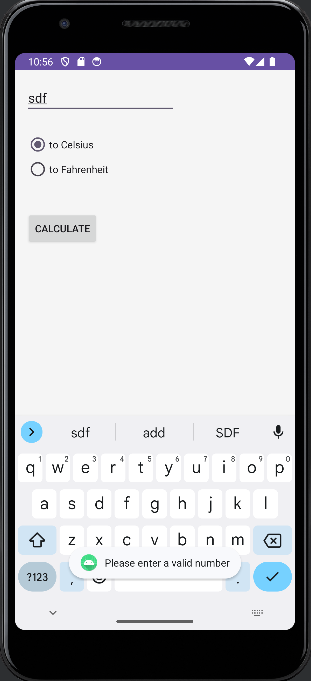 10:56
sdf
to Celsius
to Fahrenheit
CALCULATE
sdf add SDF
q1 w2 e3 r4 t5 y6 u7 i8 o9 p0
a s d f g h j k l
z x c v b n m
Please enter a valid number
?123 , .